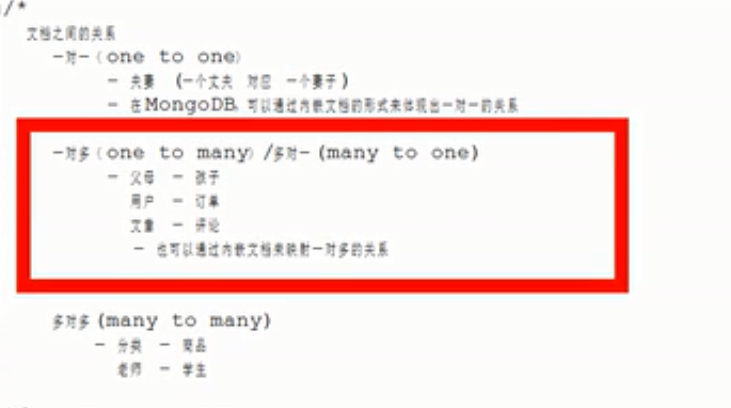 /*
文档之间的关系
一对一(one to one)
- 夫妻 (一个丈夫 对应 一个妻子)
- 在MongoDB,可以通过内嵌文档的形式来体现出一对一的关系
一对多(one to many)/多对一(many to one)
- 父母 - 孩子
用户 - 订单
文章 - 评论
- 也可以通过内嵌文档来映射一对多的关系
多对多(many to many)
- 分类 - 商品
老师 - 学生